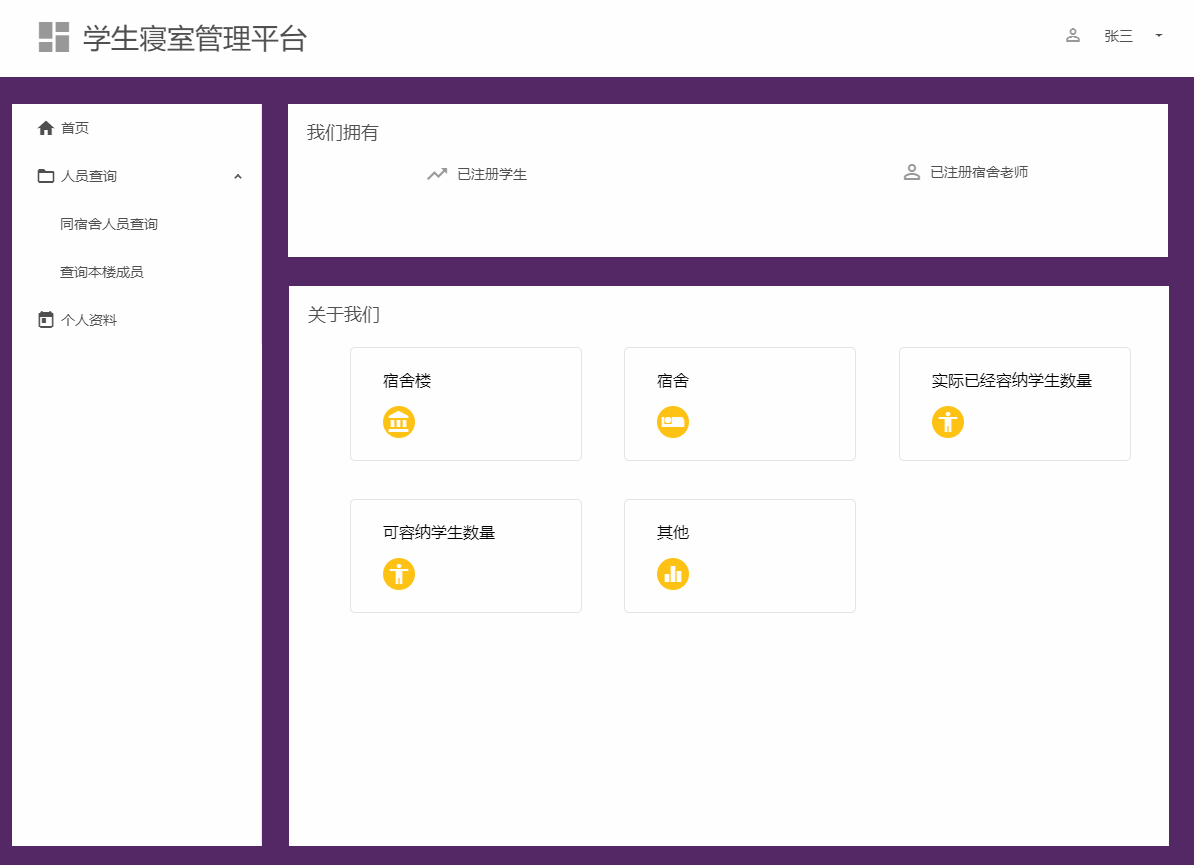 学生寝室管理平台
张三
首页
人员查询
同宿舍人员查询
查询本楼成员
个人资料
我们拥有
已注册学生
已注册宿舍老师
关于我们
宿舍楼
宿舍
实际已经容纳学生数量
可容纳学生数量
其他